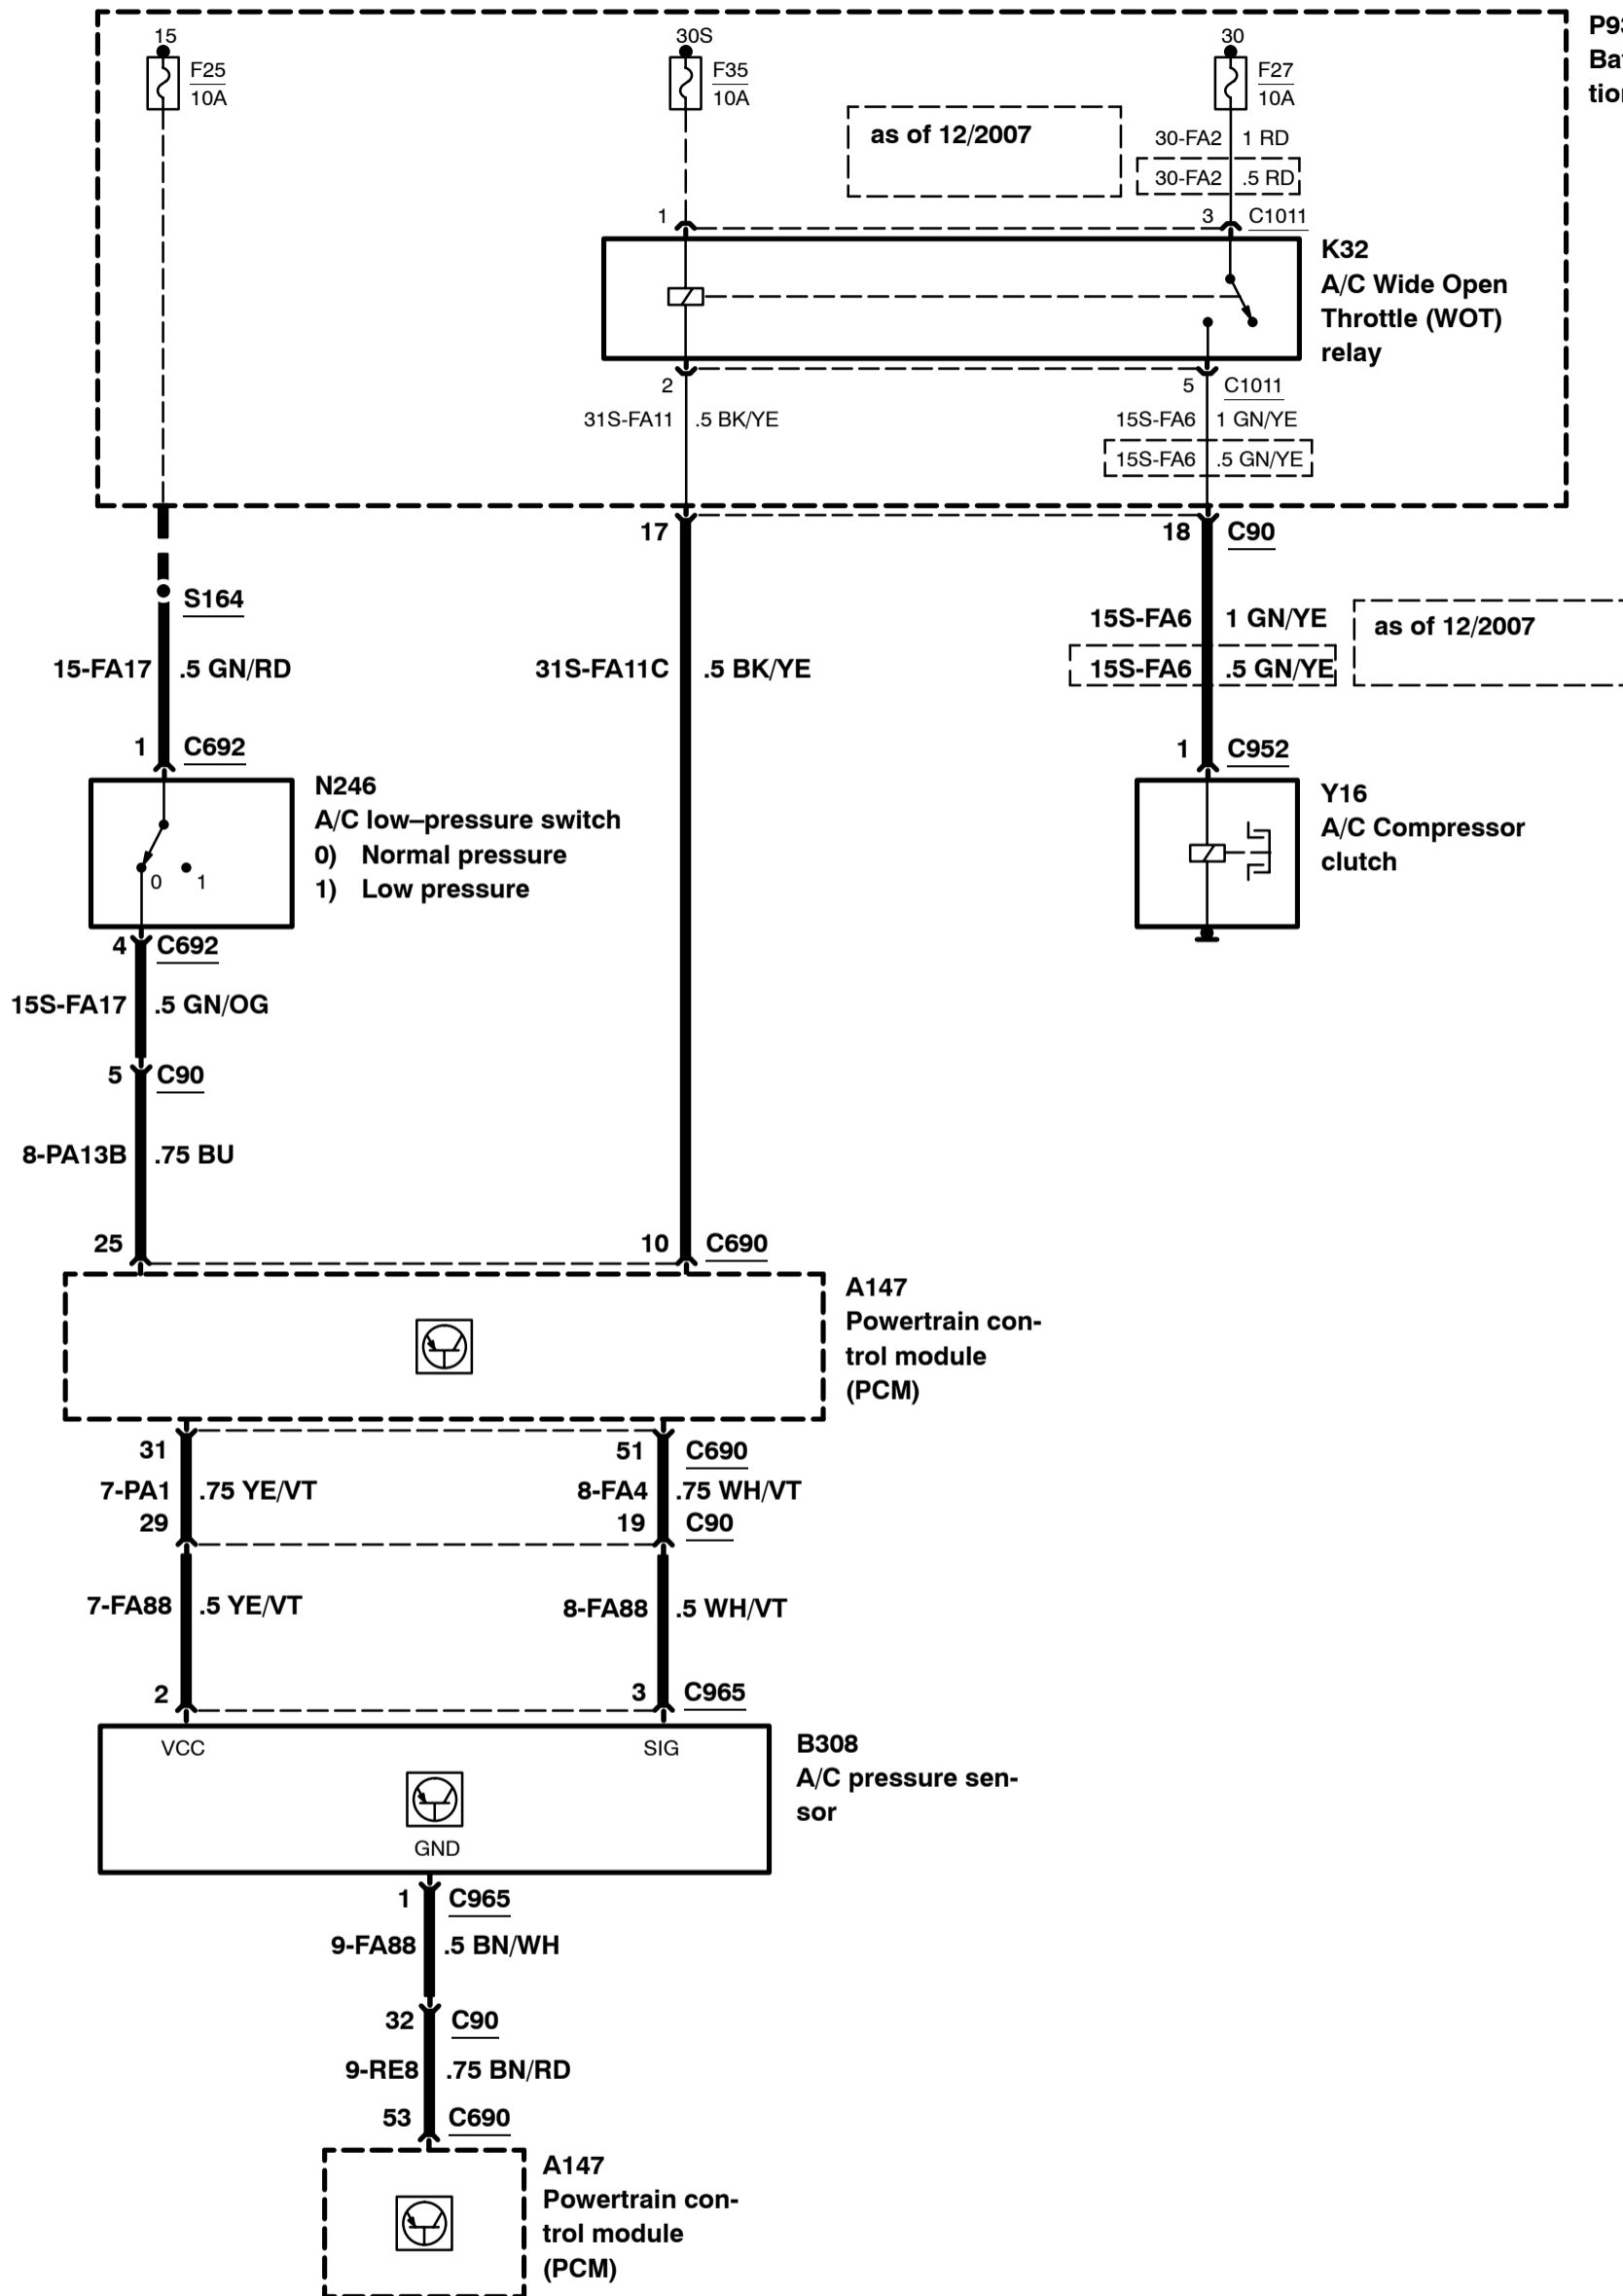 15
30S
30
P93
F25
10A
F35
10A
F27
10A
as of 12/2007
30-FA2 1 RD
30-FA2 .5 RD
1
3 C1011
K32
A/C Wide Open
Throttle (WOT)
relay
2
5 C1011
31S-FA11 .5 BK/YE
15S-FA6 1 GN/YE
15S-FA6 .5 GN/YE
17
18 C90
S164
15S-FA6 1 GN/YE
as of 12/2007
15-FA17 .5 GN/RD
31S-FA11C .5 BK/YE
15S-FA6 .5 GN/YE
1 C692
1 C952
N246
A/C low–pressure switch
0) Normal pressure
1) Low pressure
0 1
Y16
A/C Compressor
clutch
4 C692
15S-FA17 .5 GN/OG
5 C90
8-PA13B .75 BU
25
10 C690
A147
Powertrain con-
trol module
(PCM)
31
51 C690
7-PA1 .75 YE/VT
8-FA4 .75 WH/VT
29
19 C90
7-FA88 .5 YE/VT
8-FA88 .5 WH/VT
2
3 C965
VCC
SIG
GND
B308
A/C pressure sen-
sor
1 C965
9-FA88 .5 BN/WH
32 C90
9-RE8 .75 BN/RD
53 C690
A147
Powertrain con-
trol module
(PCM)